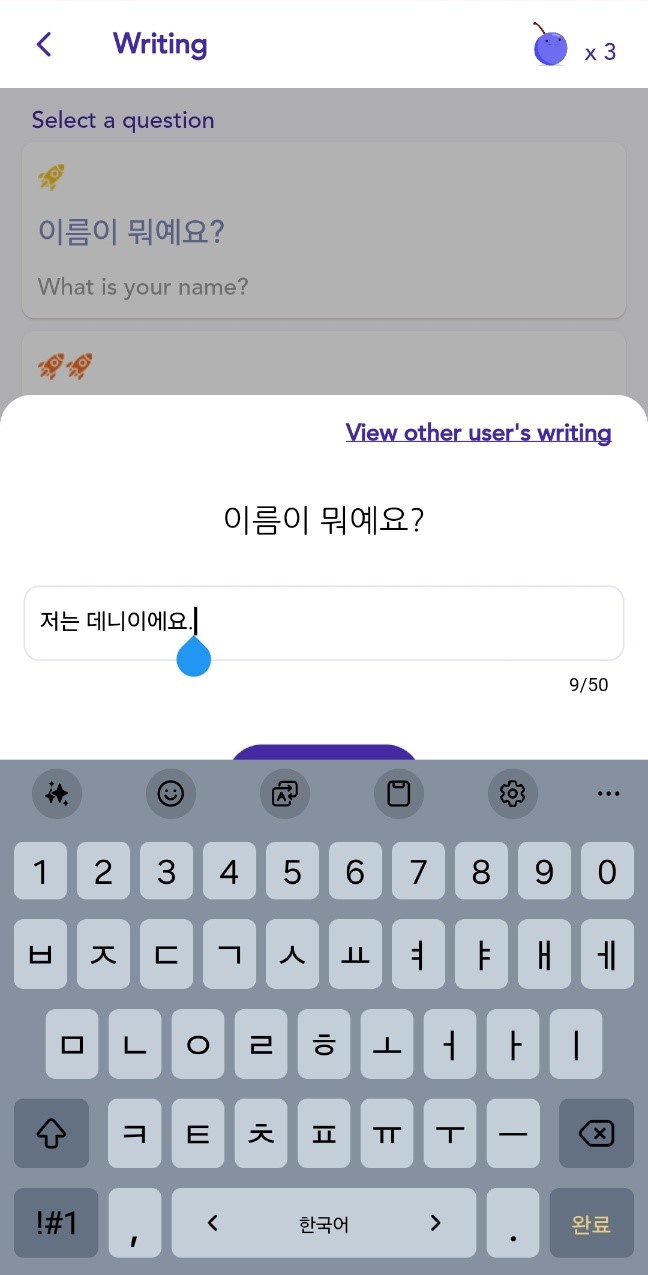 Writing
x 3
Select a question
이름이 뭐예요?
What is your name?
View other user's writing
이름이 뭐예요?
저는 데니이에요.
9/50
1 2 3 4 5 6 7 8 9 0
ㅂ ㅈ ㄷ ㄱ ㅅ ㅛ ㅕ ㅑ ㅐ ㅔ
ㅁ ㄴ ㅇ ㄹ ㅎ ㅗ ㅓ ㅏ ㅣ
ㅋ ㅌ ㅊ ㅍ ㅠ ㅜ ㅡ
!#1 , 한국어 . 완료